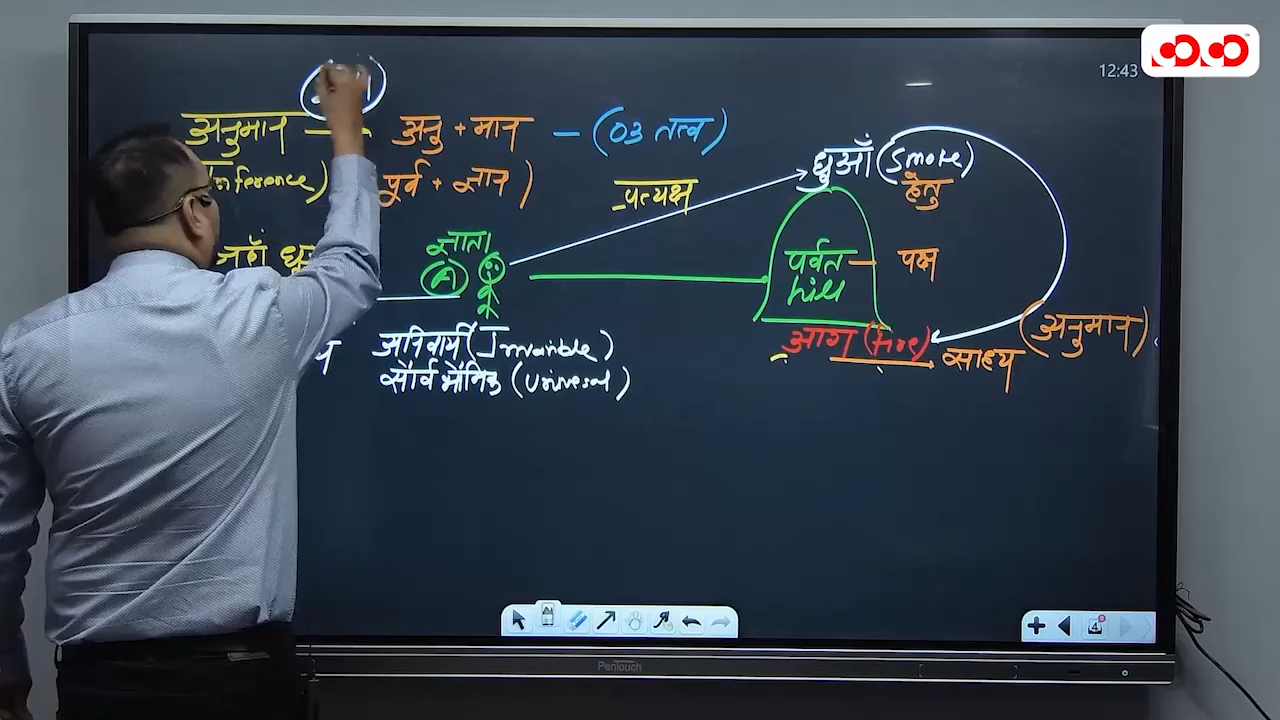 12:43
अनुमान — अनु + मान — (03 तत्व)
पूर्व + ज्ञान)
धुआँ (Smoke)
हेतु
प्रत्यक्ष
ज्ञाता
A
पर्वत — पक्ष
hill
आग (Fire)
साध्य
(अनुमान)
अनिवार्य (Invariable)
सार्वभौमिक (Universal)
PenTouch